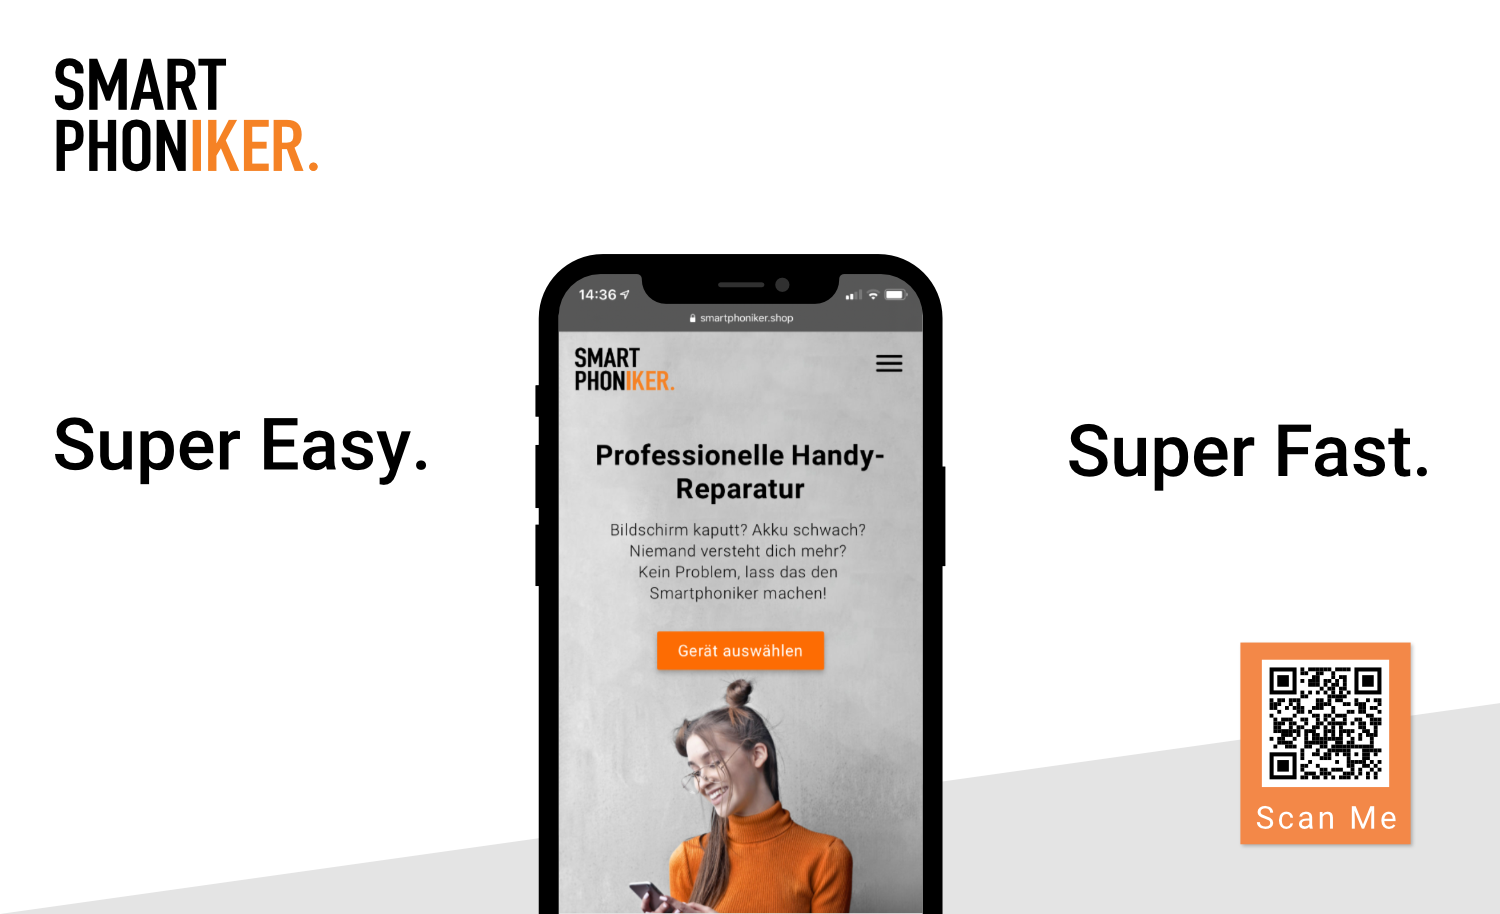 SMART
PHONIKER.
14:36
smartphoniker.shop
SMART
PHONIKER.
Professionelle Handy-
Reparatur
Bildschirm kaputt? Akku schwach?
Niemand versteht dich mehr?
Kein Problem, lass das den
Smartphoniker machen!
Gerät auswählen
Super Easy.
Super Fast.
Scan Me